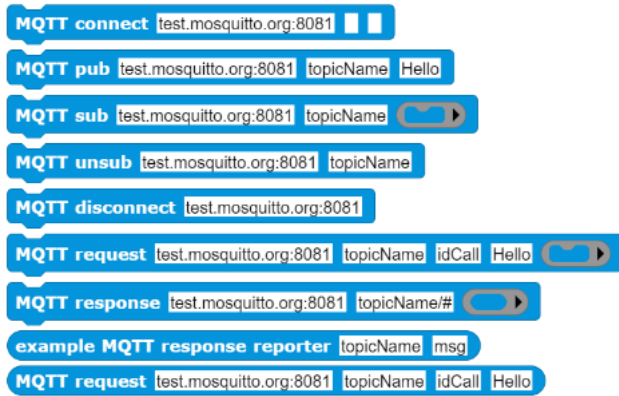 MQTT connect test.mosquitto.org:8081
MQTT pub test.mosquitto.org:8081 topicName Hello
MQTT sub test.mosquitto.org:8081 topicName
MQTT unsub test.mosquitto.org:8081 topicName
MQTT disconnect test.mosquitto.org:8081
MQTT request test.mosquitto.org:8081 topicName idCall Hello
MQTT response test.mosquitto.org:8081 topicName/#
example MQTT response reporter topicName msg
MQTT request test.mosquitto.org:8081 topicName idCall Hello